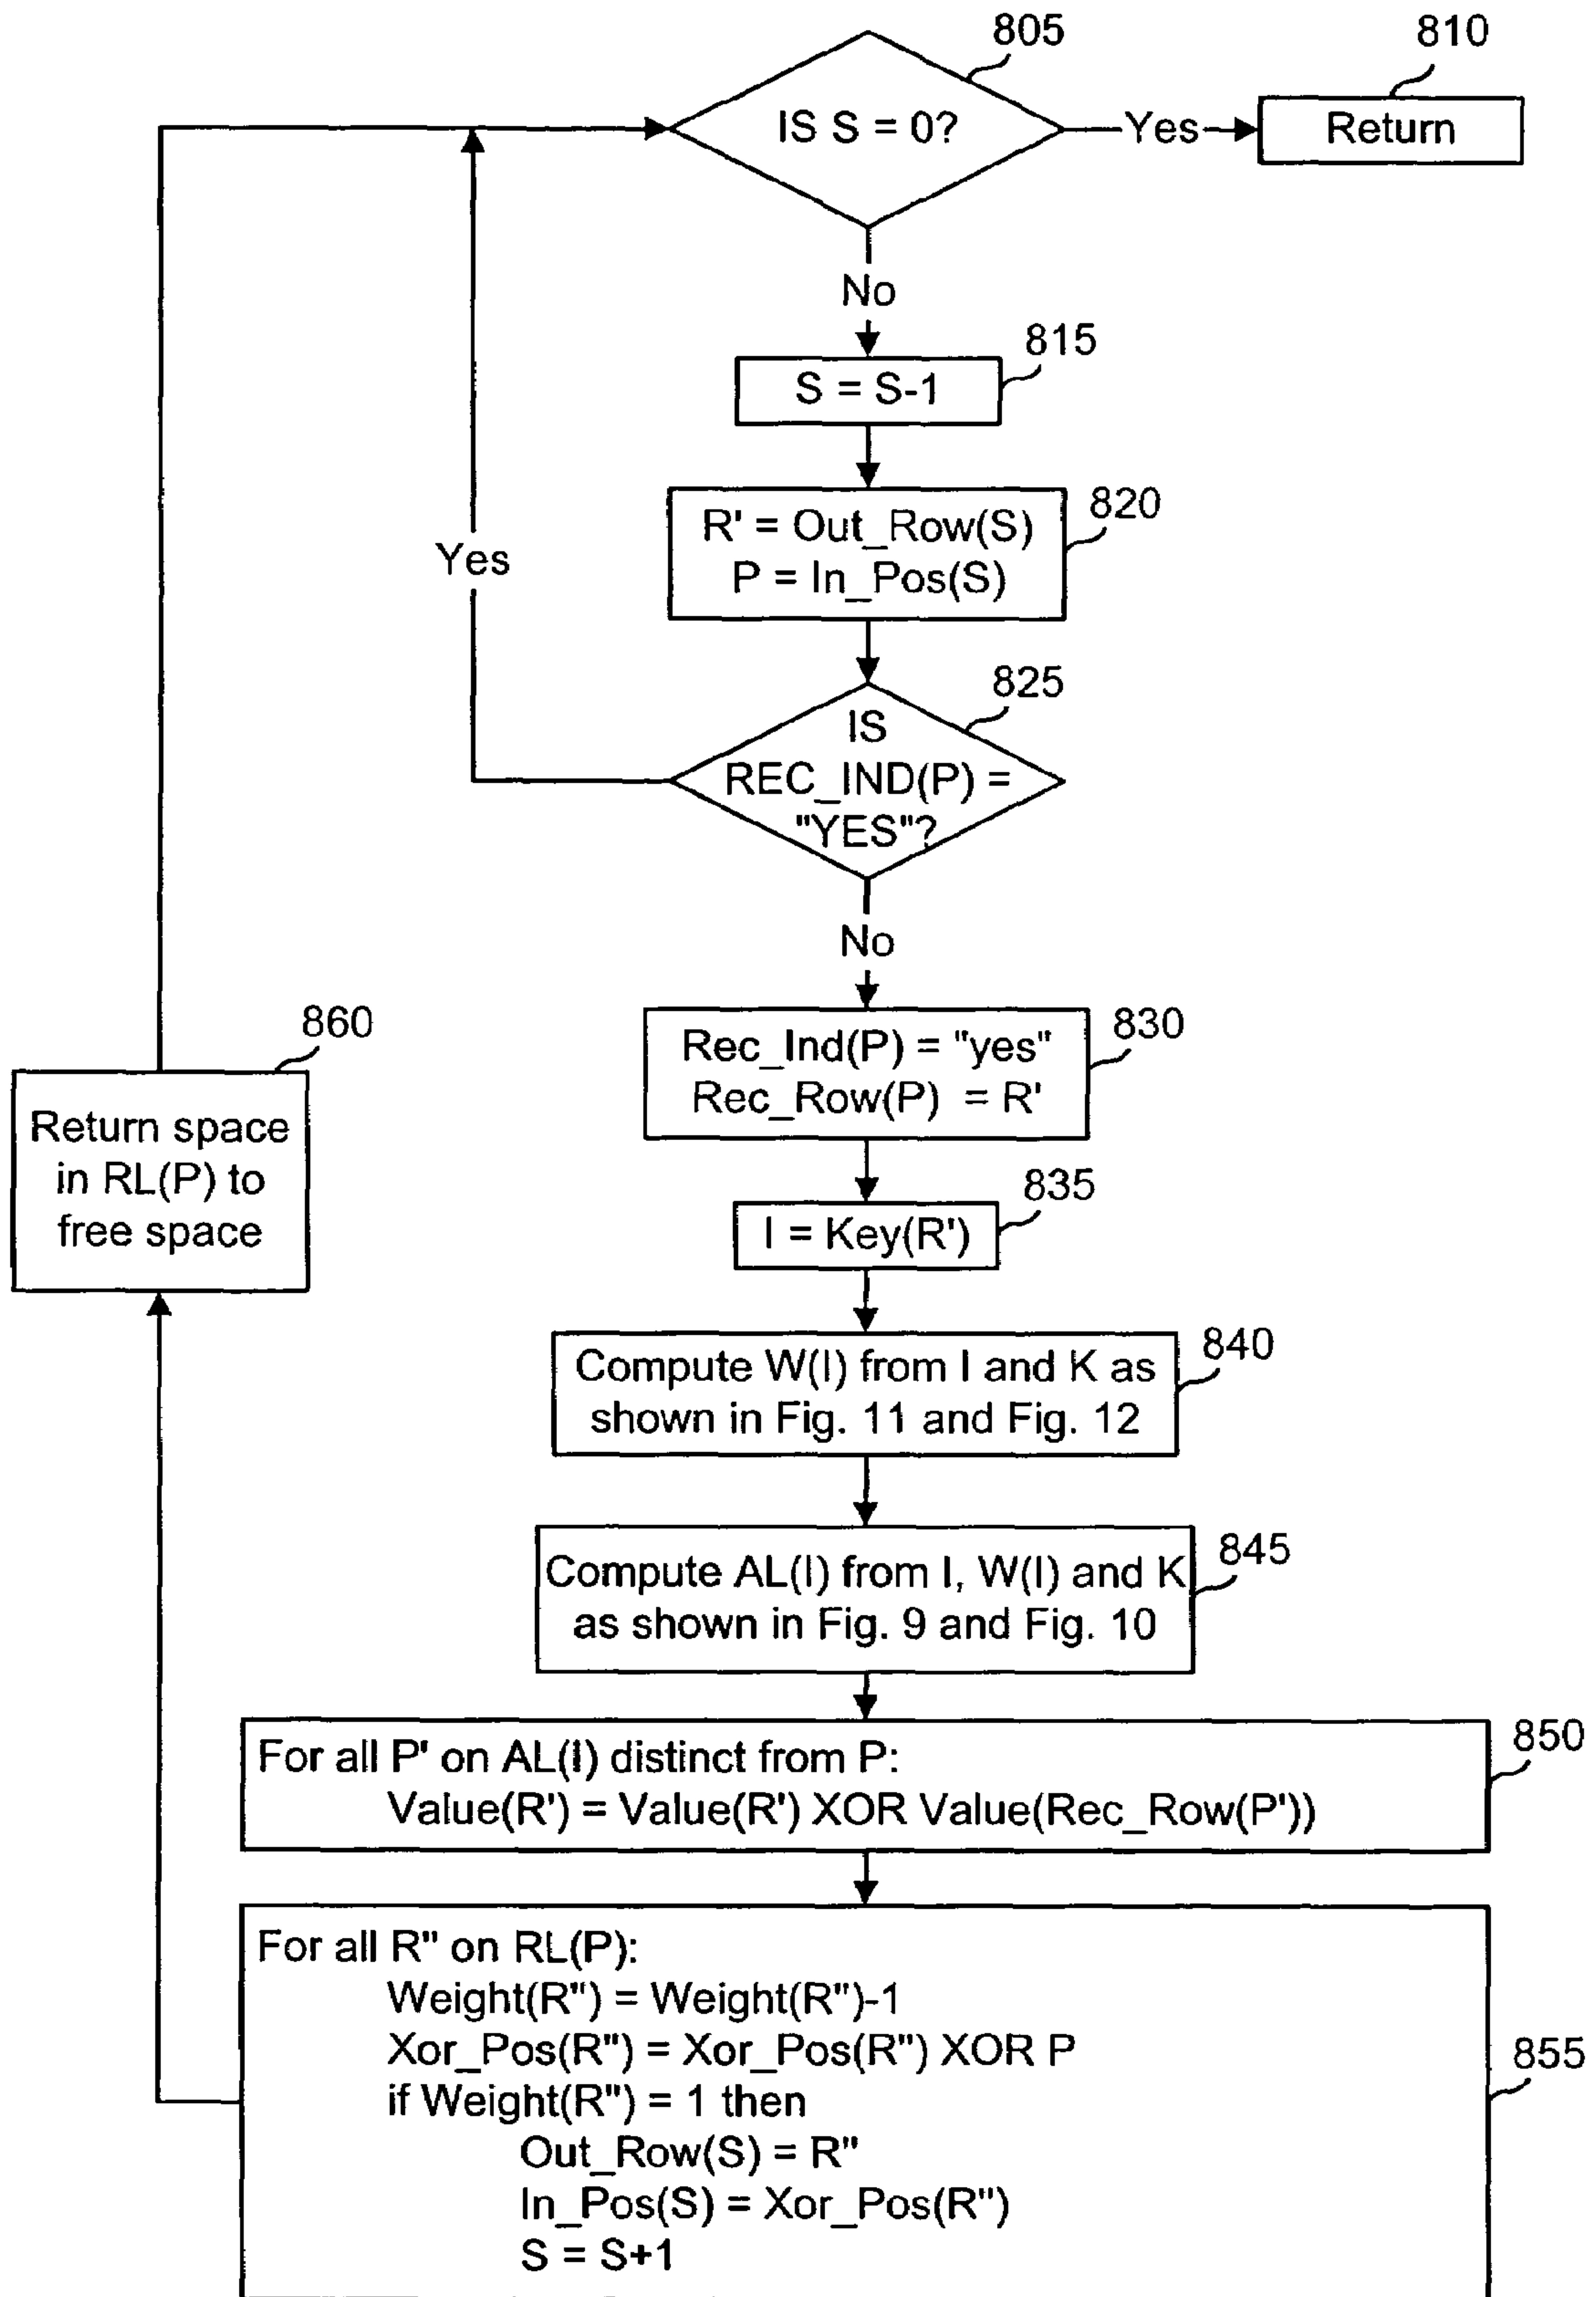 805
IS S = 0?
Yes
810
Return
No
815
S = S-1
820
R' = Out_Row(S)
P = In_Pos(S)
Yes
825
IS
REC_IND(P) =
"YES"?
No
830
Rec_Ind(P) = "yes"
Rec_Row(P) = R'
860
Return space
in RL(P) to
free space
835
I = Key(R')
840
Compute W(I) from I and K as
shown in Fig. 11 and Fig. 12
845
Compute AL(I) from I, W(I) and K
as shown in Fig. 9 and Fig. 10
850
For all P' on AL(I) distinct from P:
Value(R') = Value(R') XOR Value(Rec_Row(P'))
855
For all R" on RL(P):
Weight(R") = Weight(R")-1
Xor_Pos(R") = Xor_Pos(R") XOR P
if Weight(R") = 1 then
Out_Row(S) = R"
In_Pos(S) = Xor_Pos(R")
S = S+1